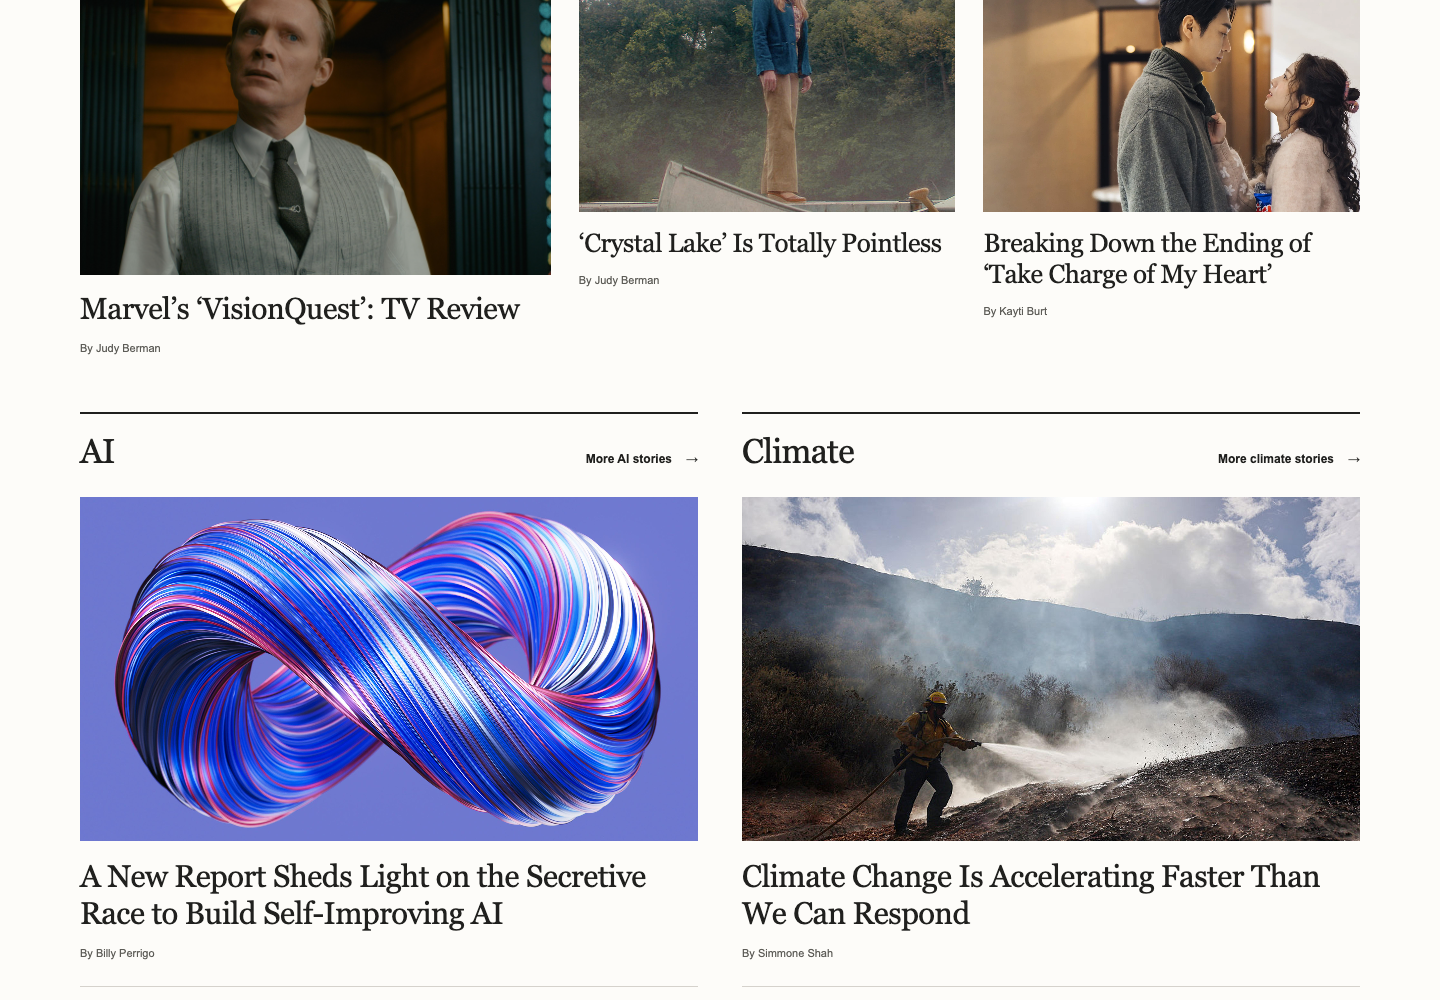 Marvel’s ‘VisionQuest’: TV Review
By Judy Berman
‘Crystal Lake’ Is Totally Pointless
By Judy Berman
Breaking Down the Ending of
‘Take Charge of My Heart’
By Kayti Burt
AI
More AI stories →
A New Report Sheds Light on the Secretive
Race to Build Self-Improving AI
By Billy Perrigo
Climate
More climate stories →
Climate Change Is Accelerating Faster Than
We Can Respond
By Simmone Shah